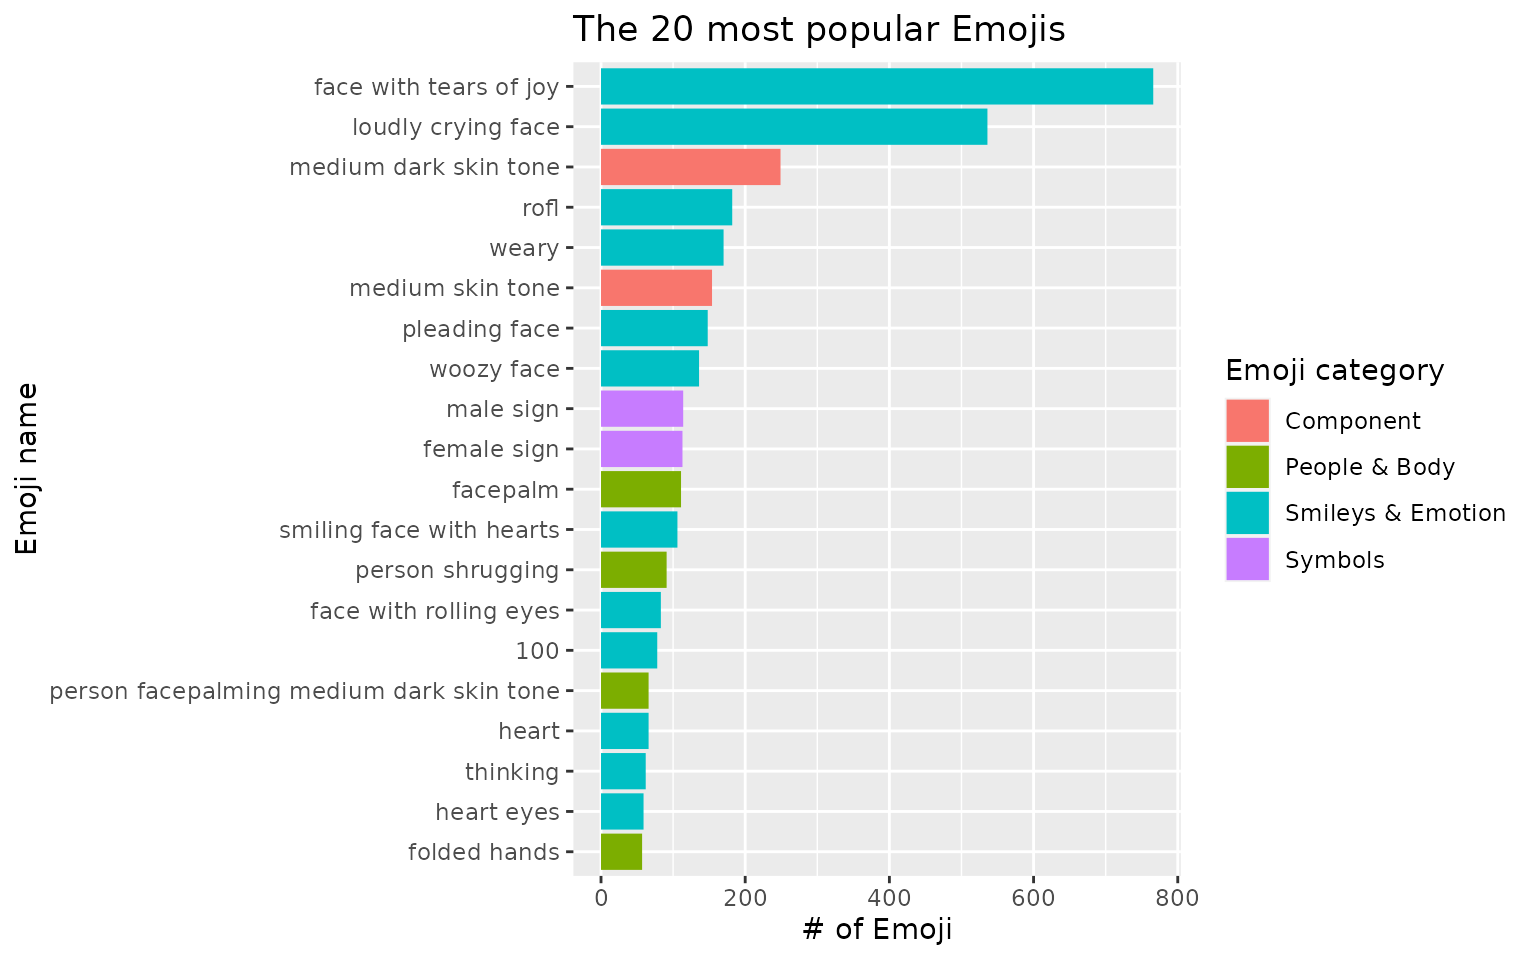 The 20 most popular Emojis
face with tears of joy
loudly crying face
medium dark skin tone
rofl
weary
medium skin tone
pleading face
woozy face
male sign
female sign
facepalm
smiling face with hearts
person shrugging
face with rolling eyes
100
person facepalming medium dark skin tone
heart
thinking
heart eyes
folded hands
Emoji name
0 200 400 600 800
# of Emoji
Emoji category
Component
People & Body
Smileys & Emotion
Symbols